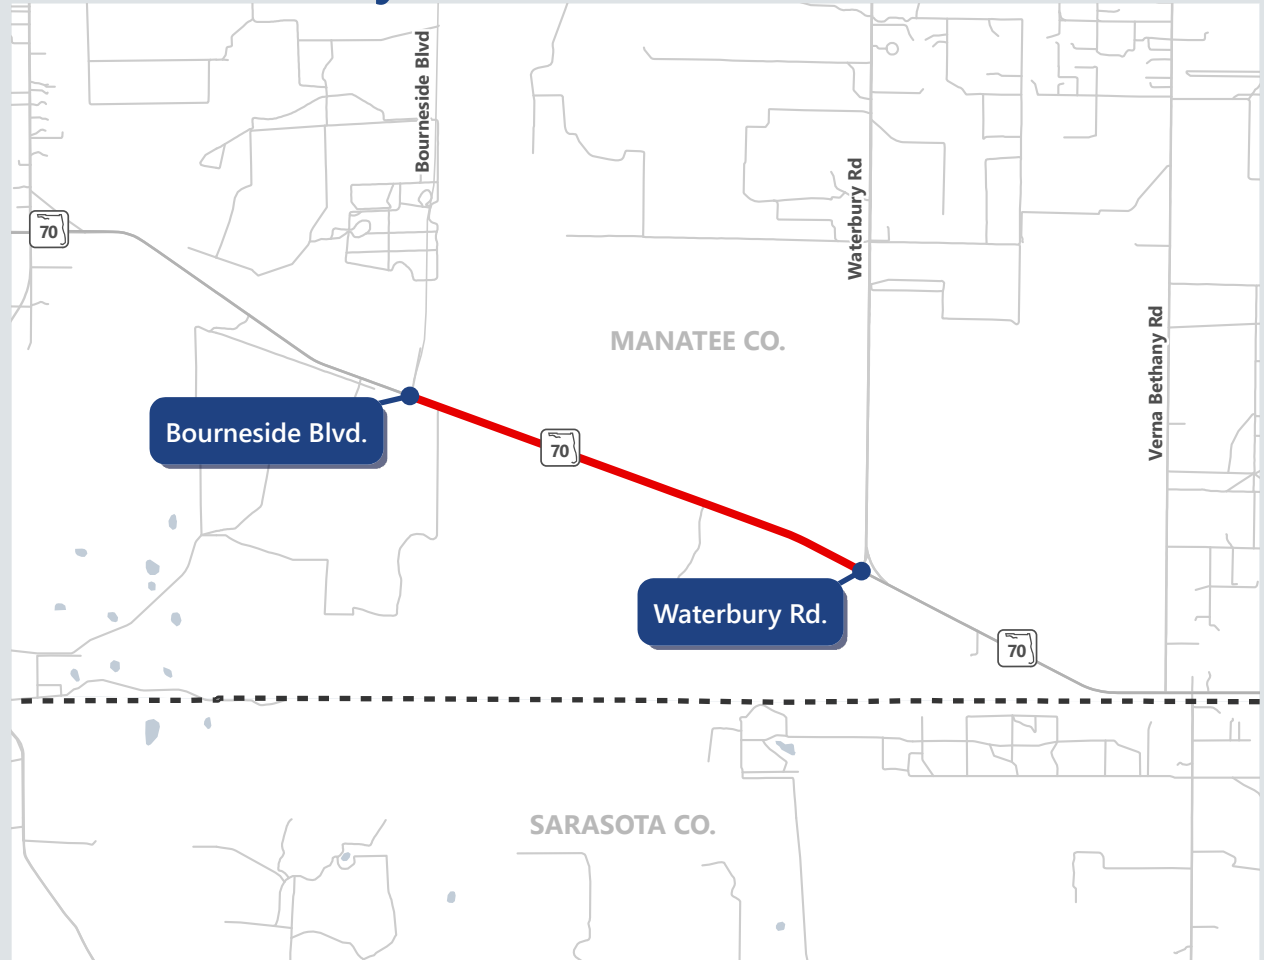 Bourneside Blvd
Waterbury Rd
70
MANATEE CO.
Verna Bethany Rd
Bourneside Blvd.
70
Waterbury Rd.
70
SARASOTA CO.